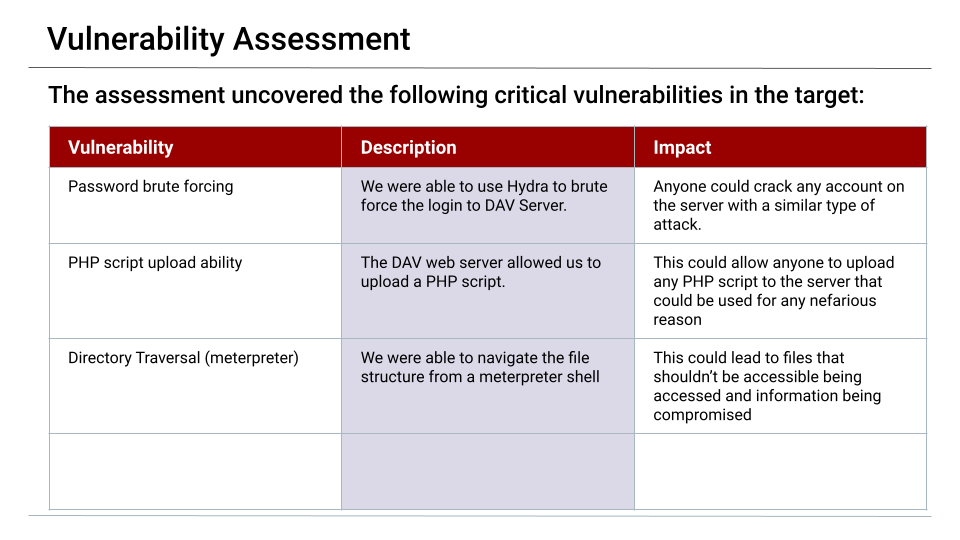 Vulnerability Assessment
The assessment uncovered the following critical vulnerabilities in the target:
Vulnerability
Description
Impact
Password brute forcing
We were able to use Hydra to brute
force the login to DAV Server.
Anyone could crack any account on
the server with a similar type of
attack.
PHP script upload ability
The DAV web server allowed us to
upload a PHP script.
This could allow anyone to upload
any PHP script to the server that
could be used for any nefarious
reason
Directory Traversal (meterpreter)
We were able to navigate the file
structure from a meterpreter shell
This could lead to files that
shouldn’t be accessible being
accessed and information being
compromised